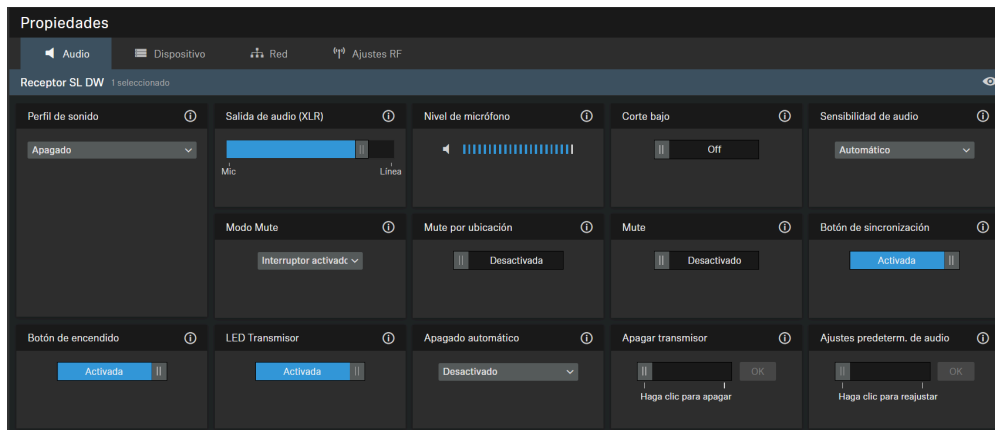 Propiedades
Audio
Dispositivo
Red
Ajustes RF
Receptor SL DW 1 seleccionado
Perfil de sonido
Apagado
Salida de audio (XLR)
Mic
Línea
Nivel de micrófono
Corte bajo
Off
Sensibilidad de audio
Automático
Modo Mute
Interruptor activado
Mute por ubicación
Desactivada
Mute
Desactivado
Botón de sincronización
Activada
Botón de encendido
Activada
LED Transmisor
Activada
Apagado automático
Desactivado
Apagar transmisor
OK
Haga clic para apagar
Ajustes predeterm. de audio
OK
Haga clic para reajustar